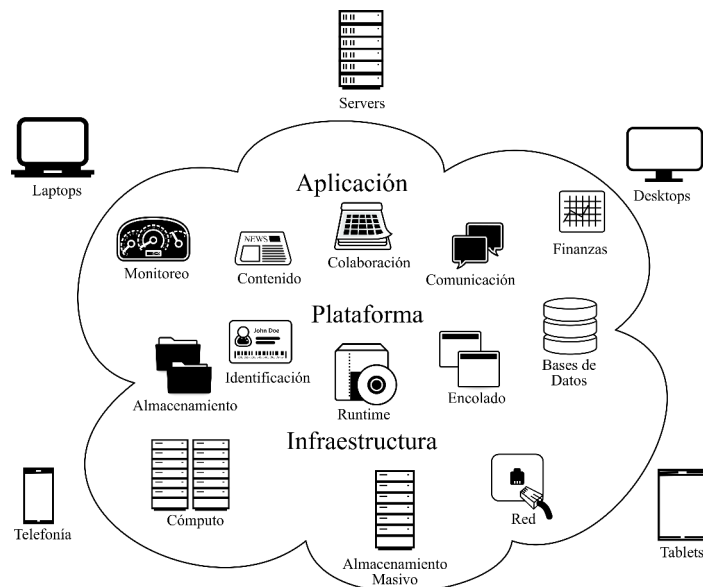 Servers
Laptops
Desktops
Aplicación
Monitoreo
NEWS
Contenido
Colaboración
Comunicación
Finanzas
Plataforma
Almacenamiento
John Doe
Identificación
Runtime
Encolado
Bases de
Datos
Infraestructura
Telefonía
Cómputo
Almacenamiento
Masivo
Red
Tablets